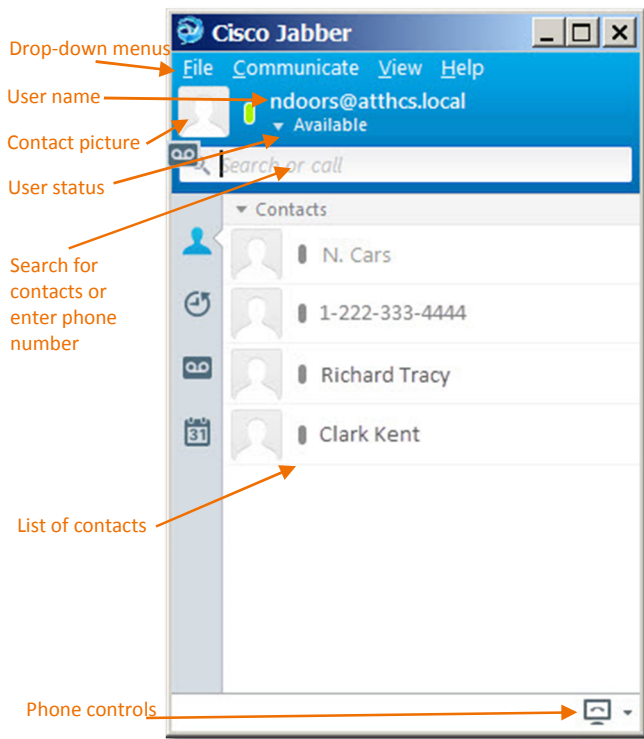 Cisco Jabber
Drop-down menus
File Communicate View Help
User name
ndoors@atthcs.local
Available
Contact picture
User status
Search or call
Contacts
N. Cars
Search for
contacts or
enter phone
number
1-222-333-4444
Richard Tracy
31
Clark Kent
List of contacts
Phone controls